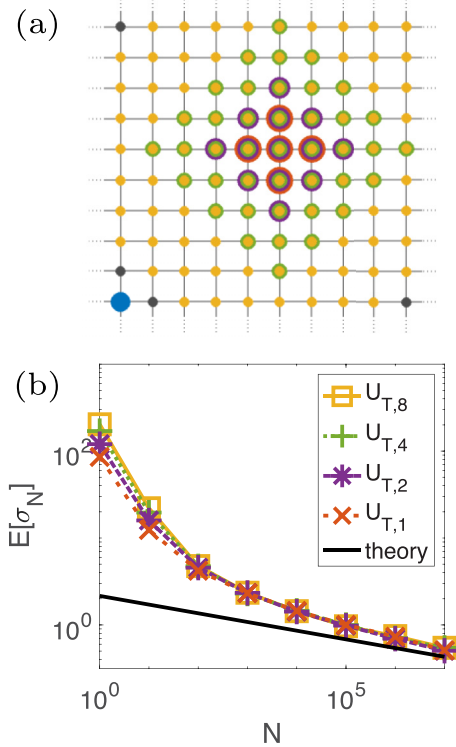 (a)
(b)
E[σ_N]
10^2
10^0
U_T,8
U_T,4
U_T,2
U_T,1
theory
10^0
10^5
N